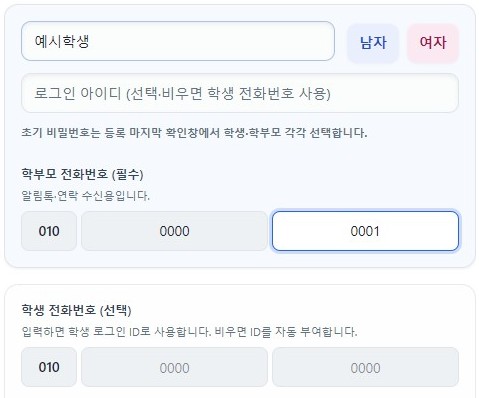 예시학생 남자 여자
로그인 아이디 (선택·비우면 학생 전화번호 사용)
초기 비밀번호는 등록 마지막 확인창에서 학생·학부모 각각 선택합니다.
학부모 전화번호 (필수)
알림톡·연락 수신용입니다.
010 0000 0001
학생 전화번호 (선택)
입력하면 학생 로그인 ID로 사용합니다. 비우면 ID를 자동 부여합니다.
010 0000 0000